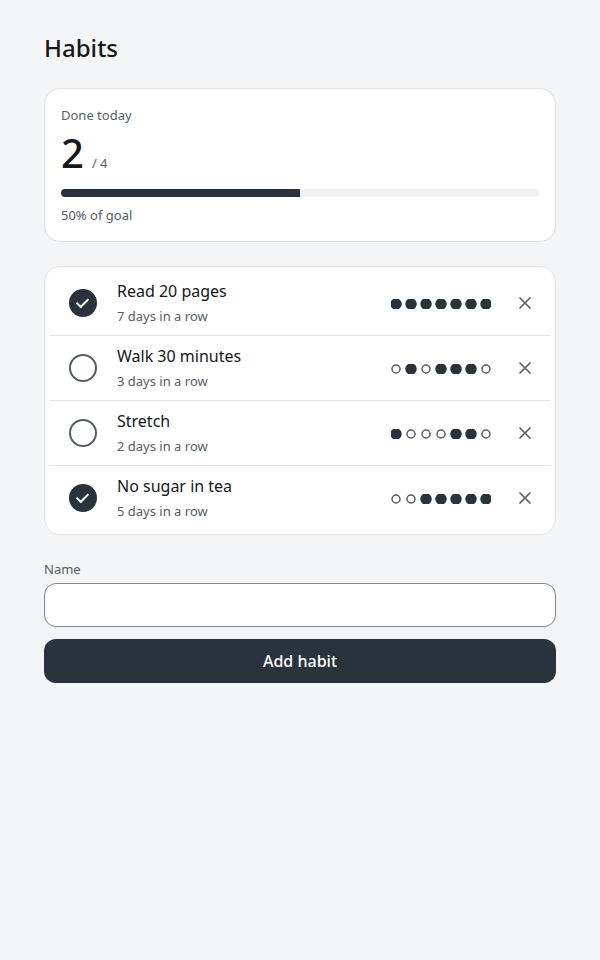 Habits
Done today
2 / 4
50% of goal
Read 20 pages
7 days in a row
Walk 30 minutes
3 days in a row
Stretch
2 days in a row
No sugar in tea
5 days in a row
Name
Add habit